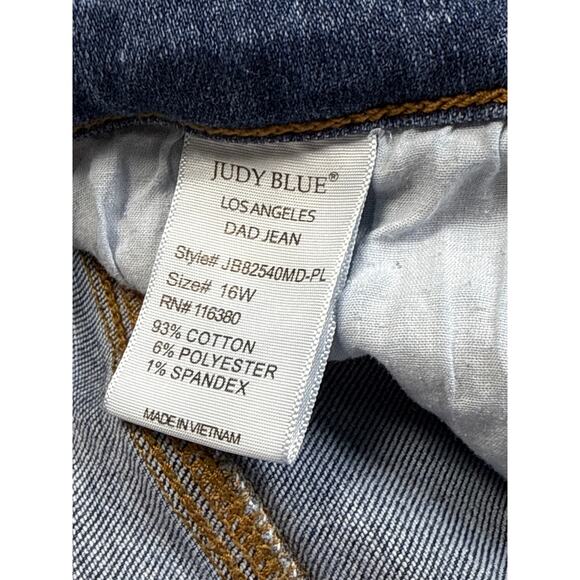 JUDY BLUE®
LOS ANGELES
DAD JEAN
Style# JB82540MD-PL
Size# 16W
RN# 116380
93% COTTON
6% POLYESTER
1% SPANDEX
MADE IN VIETNAM